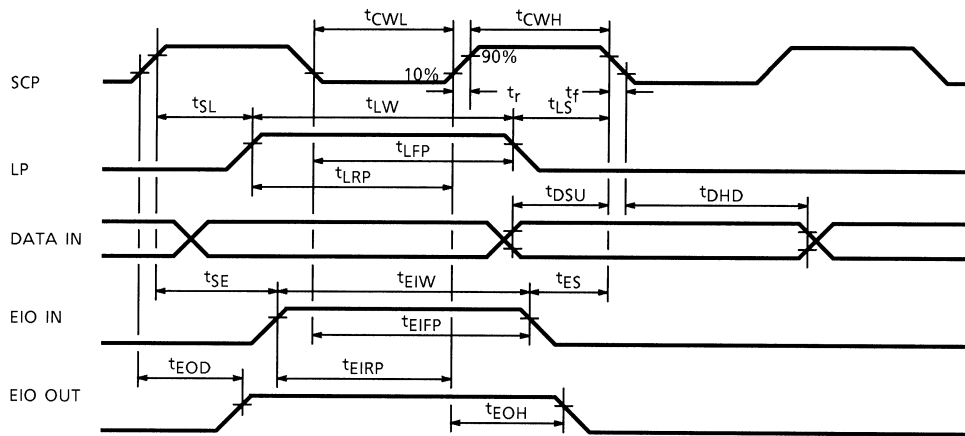 tCWL tCWH
SCP 10% 90%
tr tf
tSL tLW tLS
LP tLFP
tLRP
tDSU tDHD
DATA IN
tSE tEIW tES
EIO IN tEIFP
tEOD tEIRP
EIO OUT tEOH